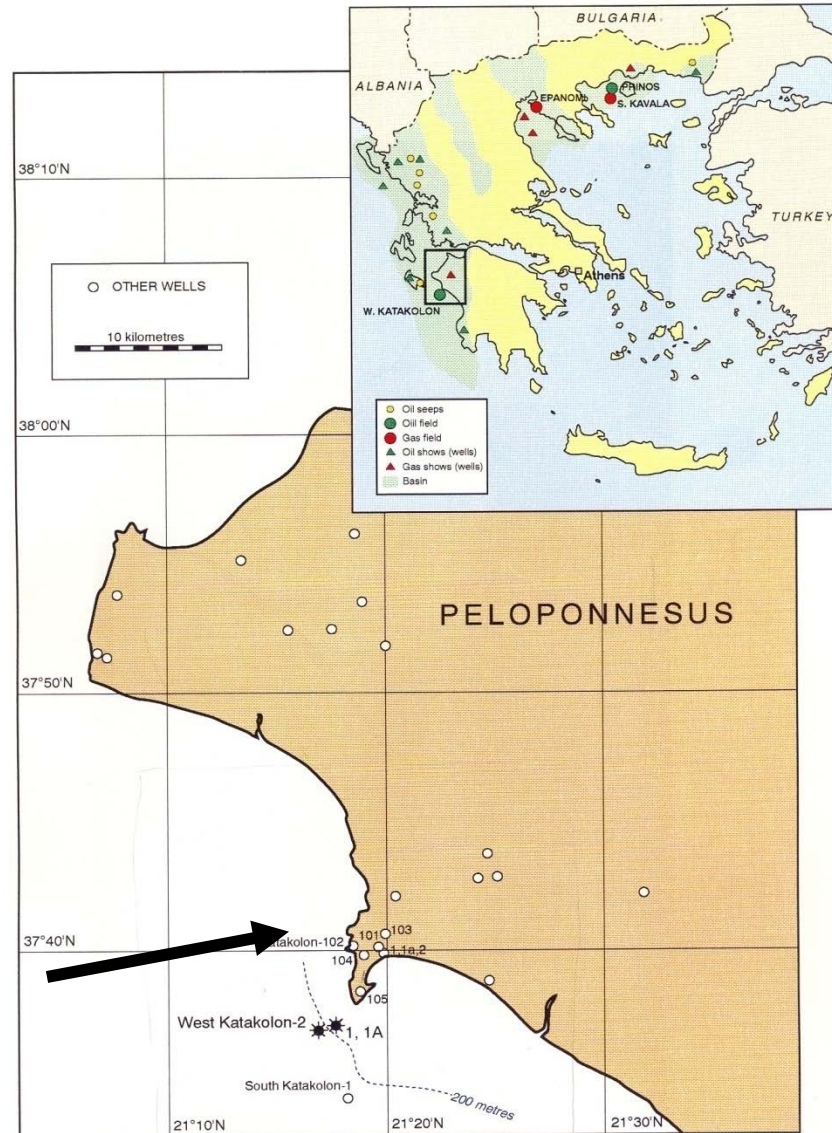 BULGARIA
ALBANIA
PRINOS
EPANOMI
S. KAVALA
TURKEY
Athens
W. KATAKOLON
Oil seeps
Oiil field
Gas field
Oil shows (wells)
Gas shows (wells)
Basin
38°10'N
OTHER WELLS
10 kilometres
38°00'N
PELOPONNESUS
37°50'N
37°40'N
atakolon-102
101
103
104
1,1a,2
105
West Katakolon-2
1, 1A
South Katakolon-1
200 metres
21°10'N
21°20'N
21°30'N